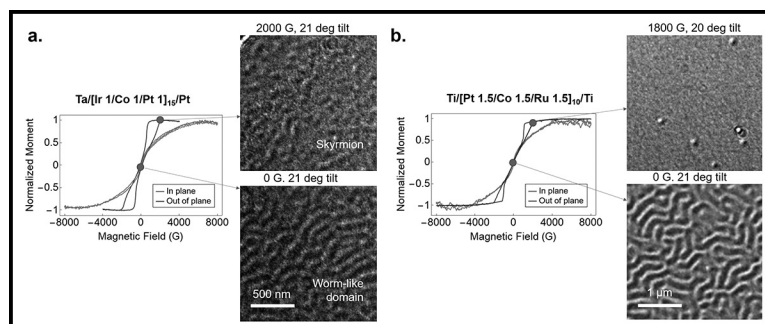 a.
Ta/[Ir 1/Co 1/Pt 1]₁₅/Pt
Normalized Moment
1
0.5
0
−0.5
−1
In plane
Out of plane
-8000 -4000 0 4000 8000
Magnetic Field (G)
2000 G, 21 deg tilt
Skyrmion
0 G. 21 deg tilt
Worm-like
domain
500 nm
b.
Ti/[Pt 1.5/Co 1.5/Ru 1.5]₁₀/Ti
Normalized Moment
1
0.5
0
-0.5
-1
In plane
Out of plane
-8000 -4000 0 4000 8000
Magnetic Field (G)
1800 G, 20 deg tilt
0 G. 21 deg tilt
1 µm